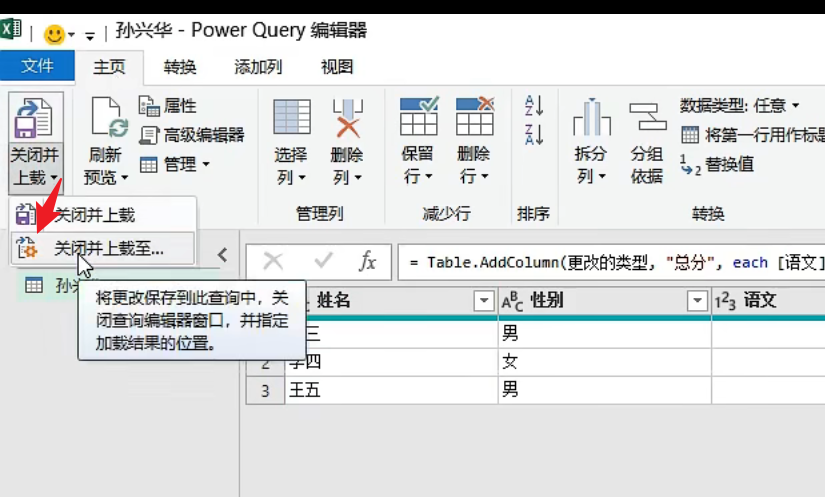 孙兴华 - Power Query 编辑器
文件 主页 转换 添加列 视图
关闭并上载
刷新预览
属性
高级编辑器
管理
选择列
删除列
管理列
保留行
删除行
减少行
排序
拆分列
分组依据
数据类型: 任意
将第一行用作标题
替换值
转换
关闭并上载
关闭并上载至...
= Table.AddColumn(更改的类型, "总分", each [语文]
孙
将更改保存到此查询中，关
闭查询编辑器窗口，并指定
加载结果的位置。
姓名 性别 语文
三 男
2 李四 女
3 王五 男